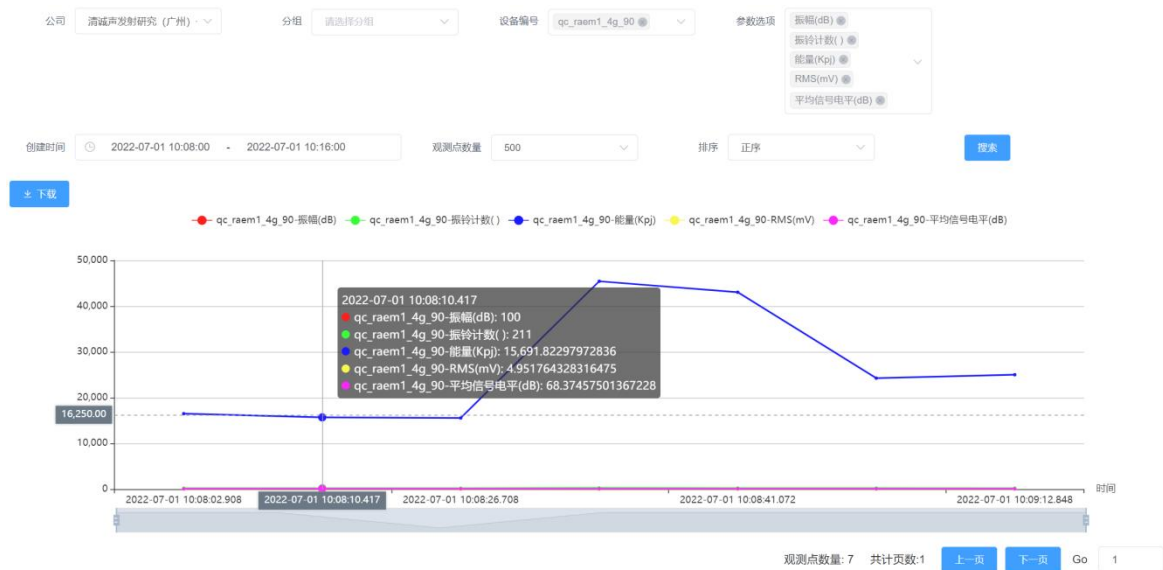 公司 清诚声发射研究（广州）- 分组 请选择分组 设备编号 qc_raem1_4g_90 参数选项 振幅(dB)
振铃计数( )
能量(Kpj)
RMS(mV)
平均信号电平(dB)
创建时间 2022-07-01 10:08:00 - 2022-07-01 10:16:00 观测点数量 500 排序 正序 搜索
下载
qc_raem1_4g_90-振幅(dB) qc_raem1_4g_90-振铃计数( ) qc_raem1_4g_90-能量(Kpj) qc_raem1_4g_90-RMS(mV) qc_raem1_4g_90-平均信号电平(dB)
50,000
40,000
30,000
20,000
16,250.00
10,000
0
2022-07-01 10:08:10.417
qc_raem1_4g_90-振幅(dB): 100
qc_raem1_4g_90-振铃计数( ): 211
qc_raem1_4g_90-能量(Kpj): 15,691.82297972836
qc_raem1_4g_90-RMS(mV): 4.951764328316475
qc_raem1_4g_90-平均信号电平(dB): 68.37457501367228
2022-07-01 10:08:02.908 2022-07-01 10:08:10.417 2022-07-01 10:08:26.708 2022-07-01 10:08:41.072 2022-07-01 10:09:12.848 时间
观测点数量: 7 共计页数:1 上一页 下一页 Go 1